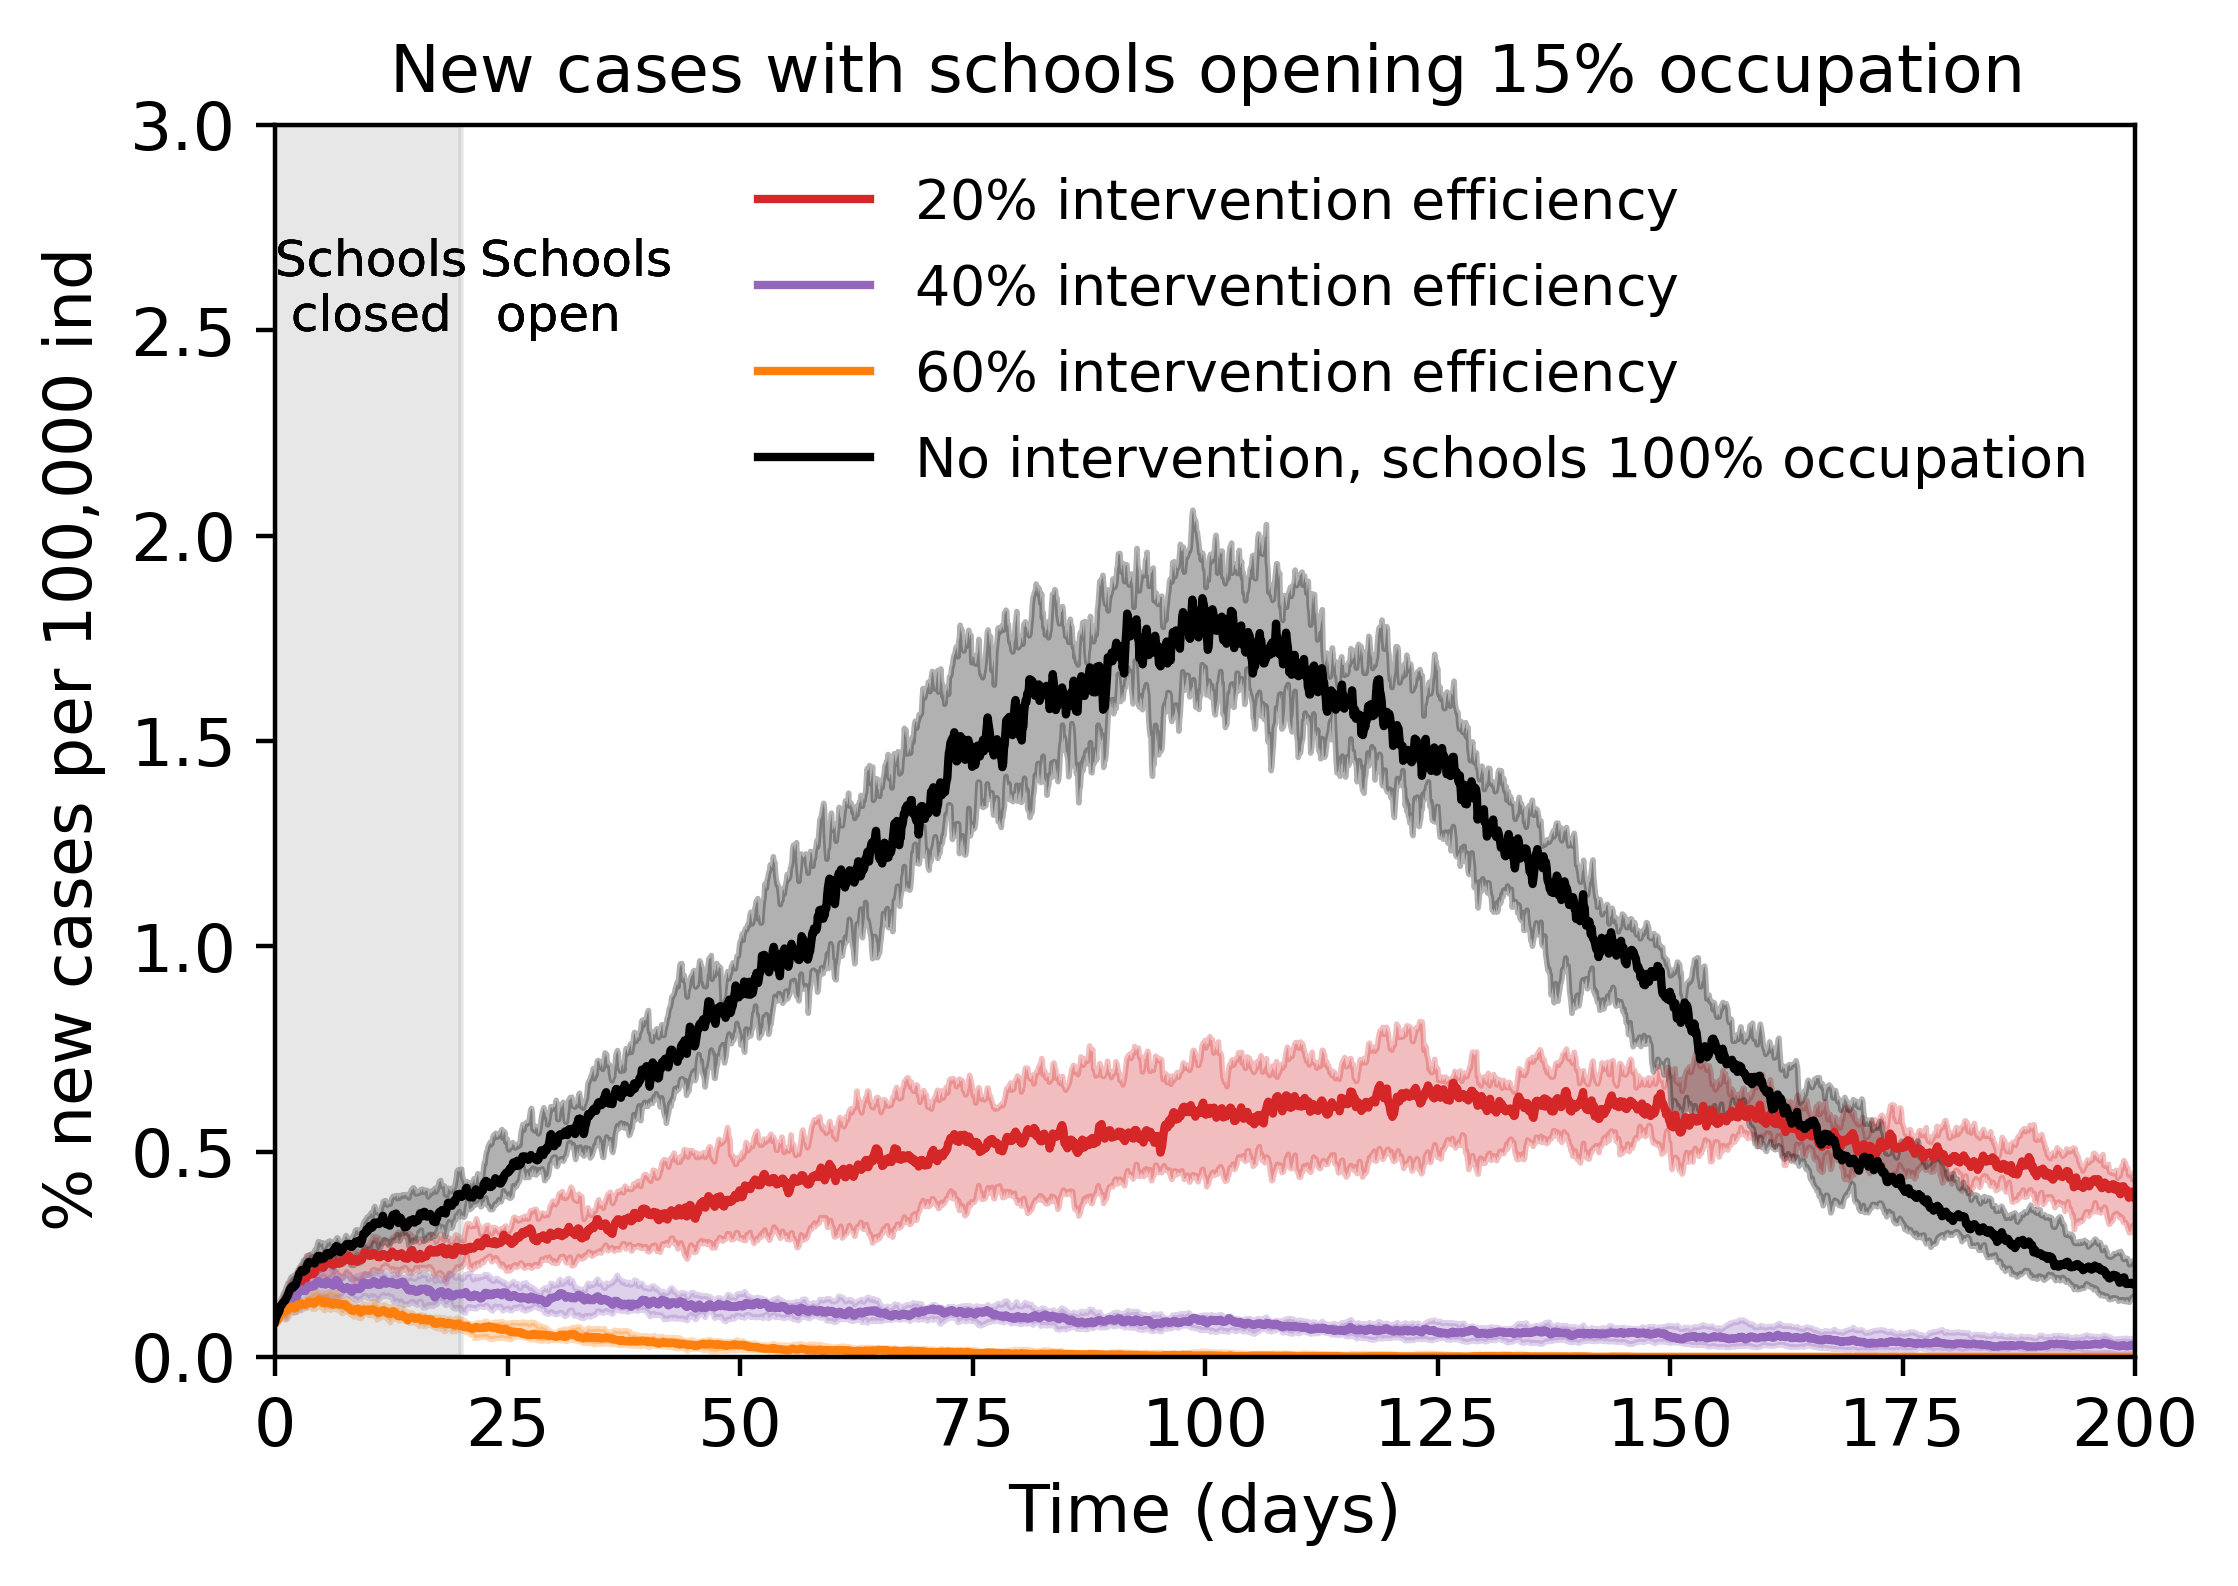 New cases with schools opening 15% occupation
% new cases per 100,000 ind
3.0
2.5
2.0
1.5
1.0
0.5
0.0
Schools
closed
Schools
open
20% intervention efficiency
40% intervention efficiency
60% intervention efficiency
No intervention, schools 100% occupation
0 25 50 75 100 125 150 175 200
Time (days)